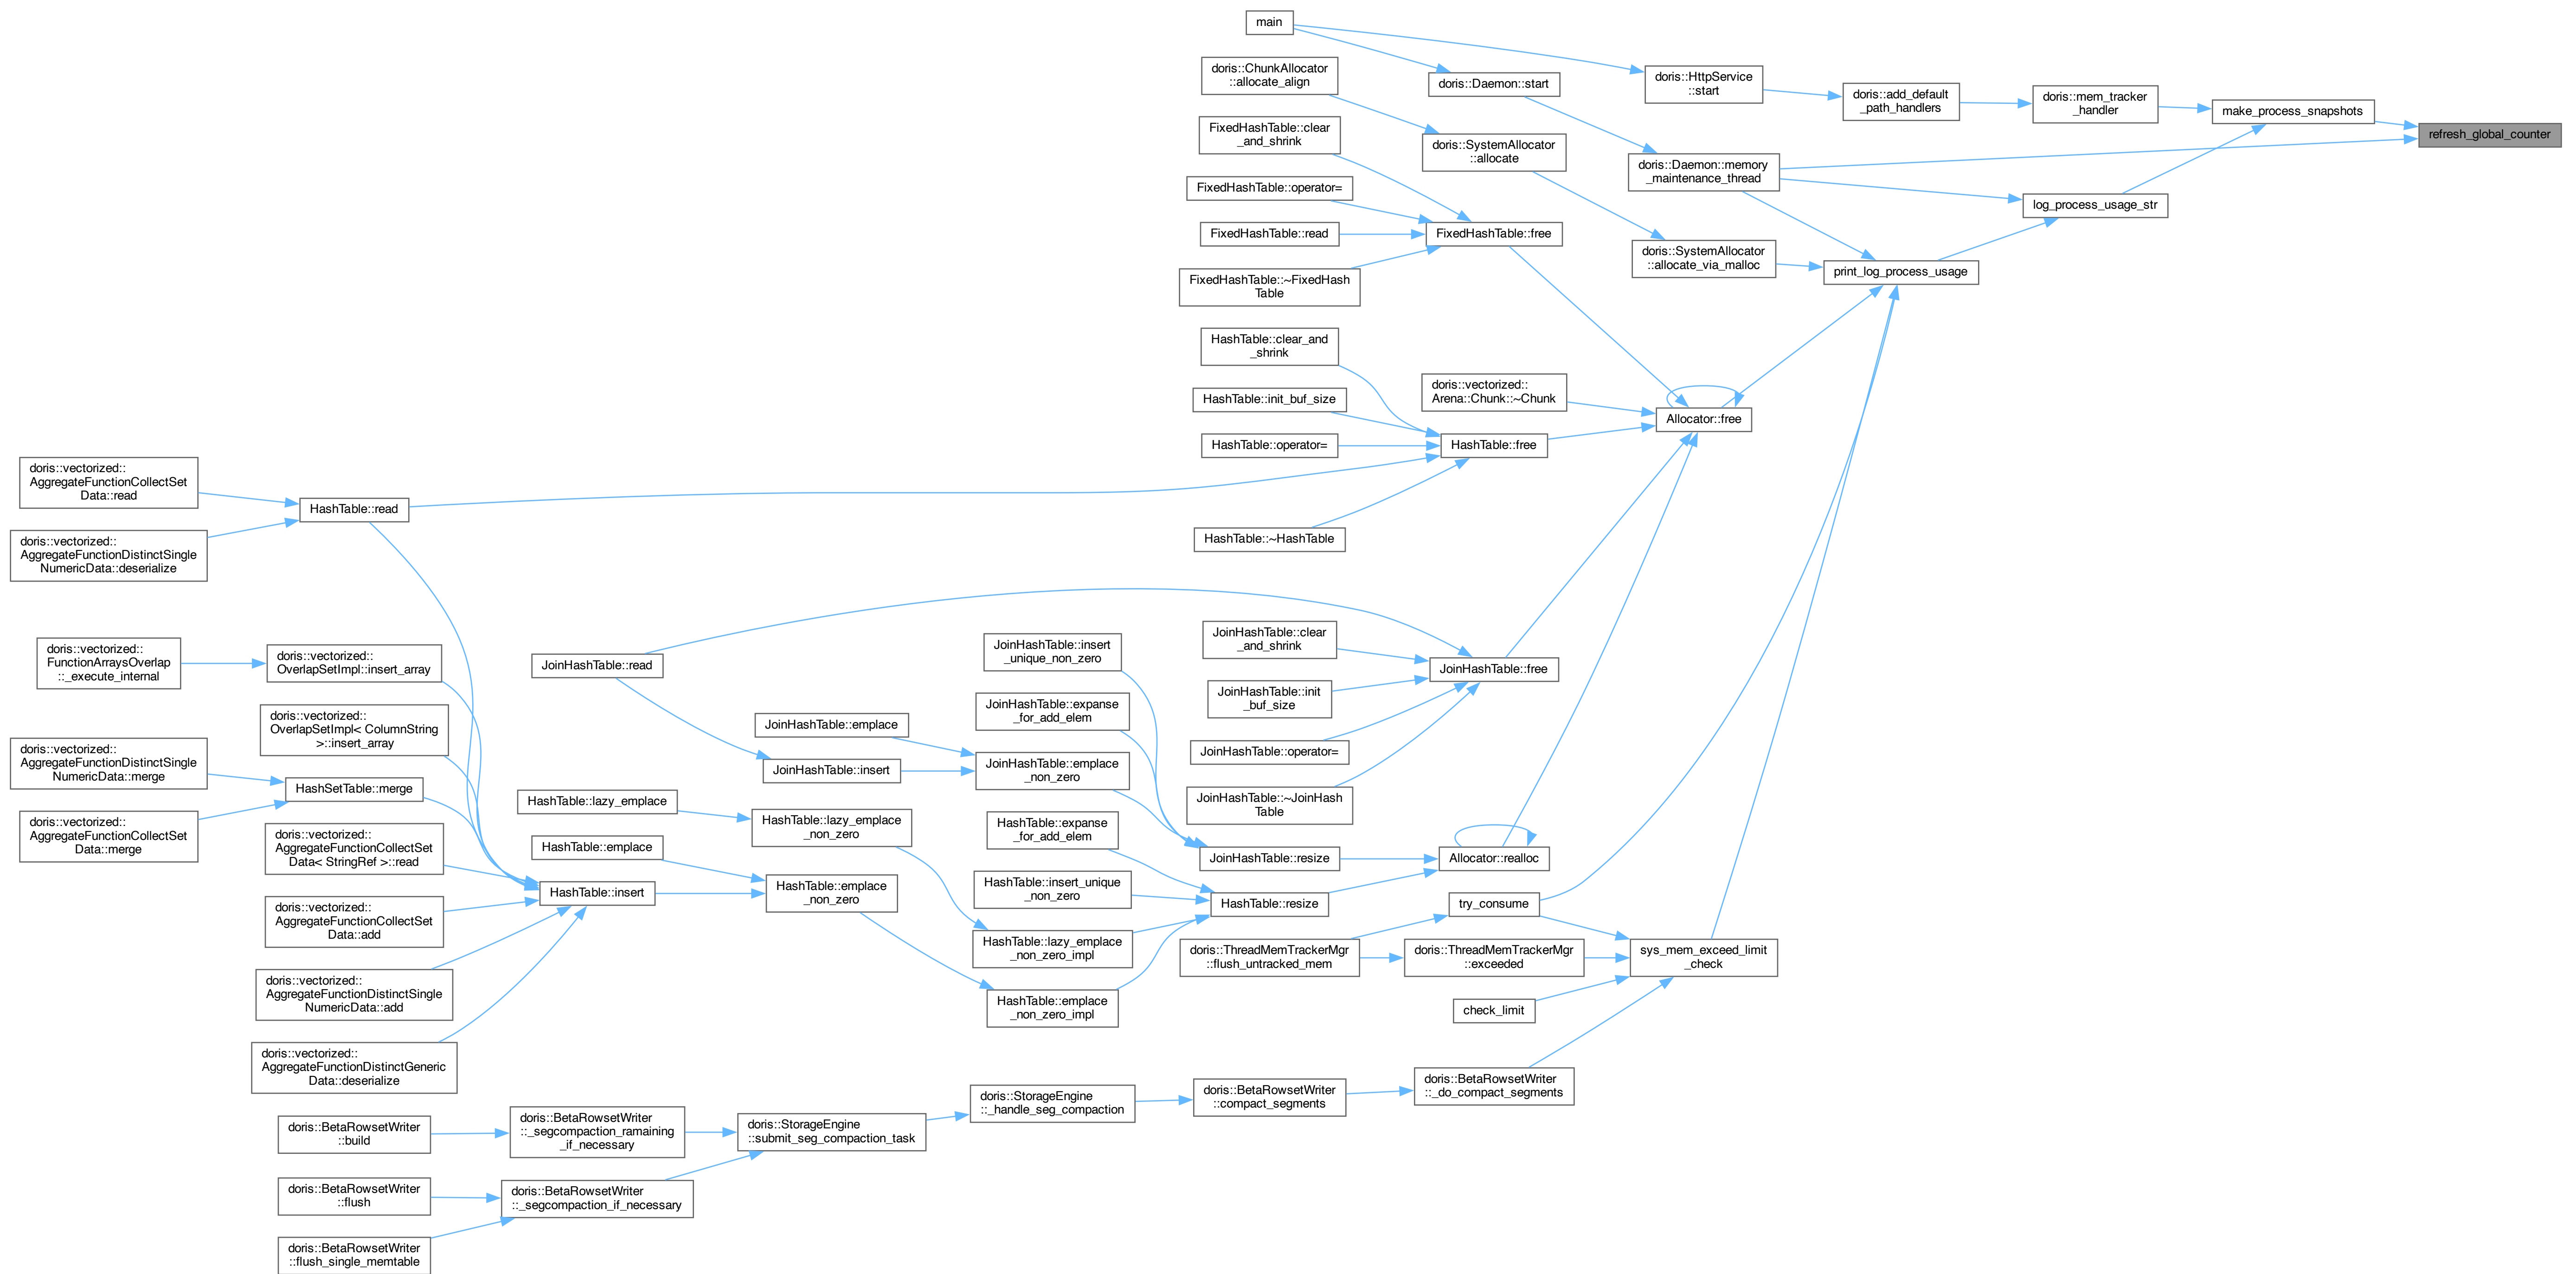 main
doris::ChunkAllocator
::allocate_align
doris::Daemon::start
doris::HttpService
::start
doris::add_default
_path_handlers
doris::mem_tracker
_handler
make_process_snapshots
refresh_global_counter
FixedHashTable::clear
_and_shrink
doris::SystemAllocator
::allocate
doris::Daemon::memory
_maintenance_thread
FixedHashTable::operator=
log_process_usage_str
FixedHashTable::read
FixedHashTable::free
doris::SystemAllocator
::allocate_via_malloc
print_log_process_usage
FixedHashTable::~FixedHash
Table
HashTable::clear_and
_shrink
HashTable::init_buf_size
doris::vectorized::
Arena::Chunk::~Chunk
Allocator::free
HashTable::operator=
HashTable::free
doris::vectorized::
AggregateFunctionCollectSet
Data::read
HashTable::read
doris::vectorized::
AggregateFunctionDistinctSingle
NumericData::deserialize
HashTable::~HashTable
doris::vectorized::
FunctionArraysOverlap
::_execute_internal
doris::vectorized::
OverlapSetImpl::insert_array
JoinHashTable::read
JoinHashTable::insert
_unique_non_zero
JoinHashTable::clear
_and_shrink
JoinHashTable::free
JoinHashTable::init
_buf_size
doris::vectorized::
OverlapSetImpl< ColumnString
>::insert_array
JoinHashTable::emplace
JoinHashTable::expanse
_for_add_elem
JoinHashTable::operator=
doris::vectorized::
AggregateFunctionDistinctSingle
NumericData::merge
HashSetTable::merge
JoinHashTable::insert
JoinHashTable::emplace
_non_zero
JoinHashTable::~JoinHash
Table
doris::vectorized::
AggregateFunctionCollectSet
Data::merge
HashTable::lazy_emplace
HashTable::lazy_emplace
_non_zero
HashTable::expanse
_for_add_elem
doris::vectorized::
AggregateFunctionCollectSet
Data< StringRef >::read
HashTable::emplace
JoinHashTable::resize
Allocator::realloc
HashTable::insert
HashTable::emplace
_non_zero
HashTable::insert_unique
_non_zero
HashTable::resize
try_consume
doris::vectorized::
AggregateFunctionCollectSet
Data::add
HashTable::lazy_emplace
_non_zero_impl
doris::ThreadMemTrackerMgr
::flush_untracked_mem
doris::ThreadMemTrackerMgr
::exceeded
sys_mem_exceed_limit
_check
doris::vectorized::
AggregateFunctionDistinctSingle
NumericData::add
HashTable::emplace
_non_zero_impl
check_limit
doris::vectorized::
AggregateFunctionDistinctGeneric
Data::deserialize
doris::BetaRowsetWriter
::_do_compact_segments
doris::BetaRowsetWriter
::compact_segments
doris::StorageEngine
::_handle_seg_compaction
doris::StorageEngine
::submit_seg_compaction_task
doris::BetaRowsetWriter
::_segcompaction_ramaining
_if_necessary
doris::BetaRowsetWriter
::build
doris::BetaRowsetWriter
::_segcompaction_if_necessary
doris::BetaRowsetWriter
::flush
doris::BetaRowsetWriter
::flush_single_memtable